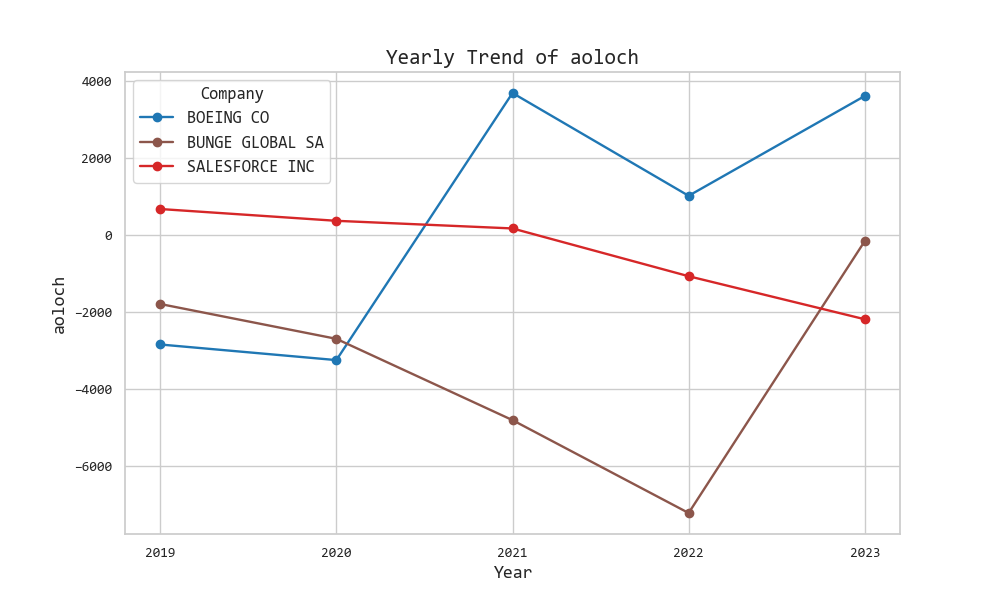 Yearly Trend of aoloch
Company
BOEING CO
BUNGE GLOBAL SA
SALESFORCE INC
aoloch
4000
2000
0
−2000
−4000
−6000
2019 2020 2021 2022 2023
Year